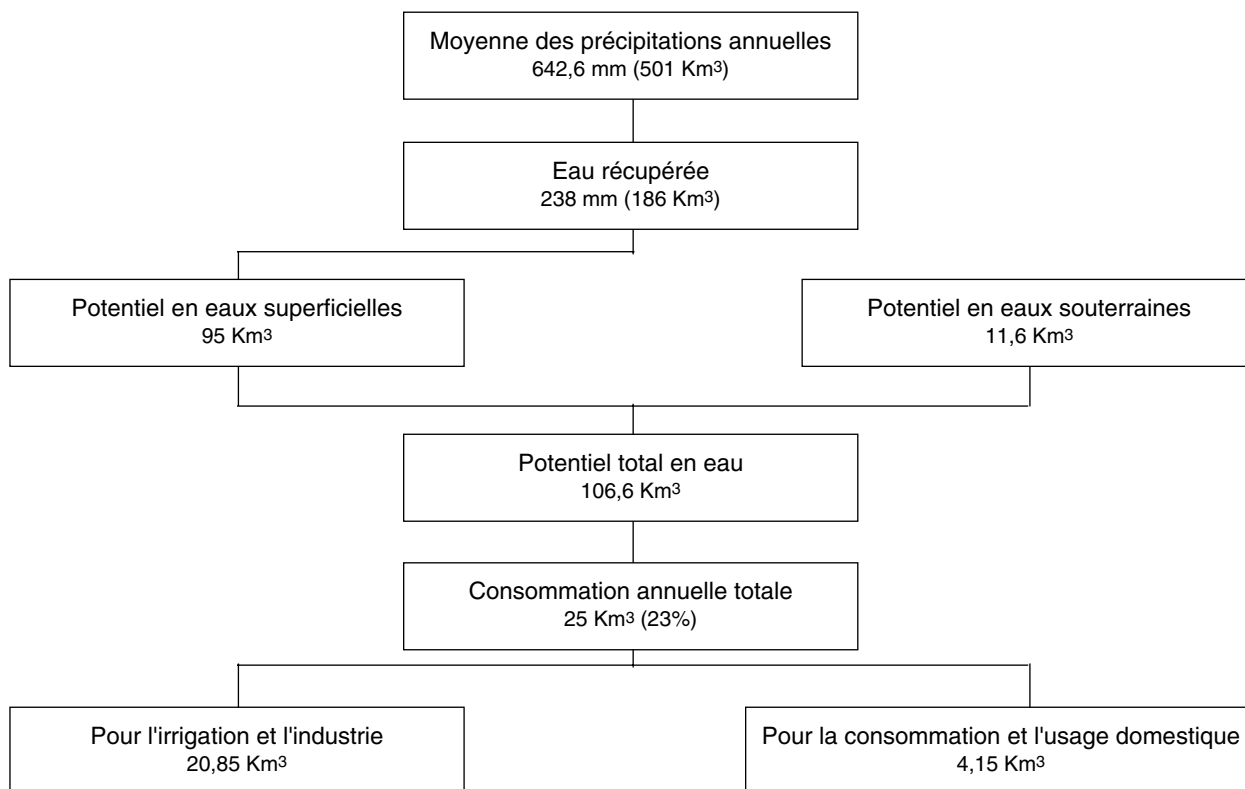 Moyenne des précipitations annuelles
642,6 mm (501 Km³)
Eau récupérée
238 mm (186 Km³)
Potentiel en eaux superficielles
95 Km³
Potentiel en eaux souterraines
11,6 Km³
Potentiel total en eau
106,6 Km³
Consommation annuelle totale
25 Km³ (23%)
Pour l'irrigation et l'industrie
20,85 Km³
Pour la consommation et l'usage domestique
4,15 Km³